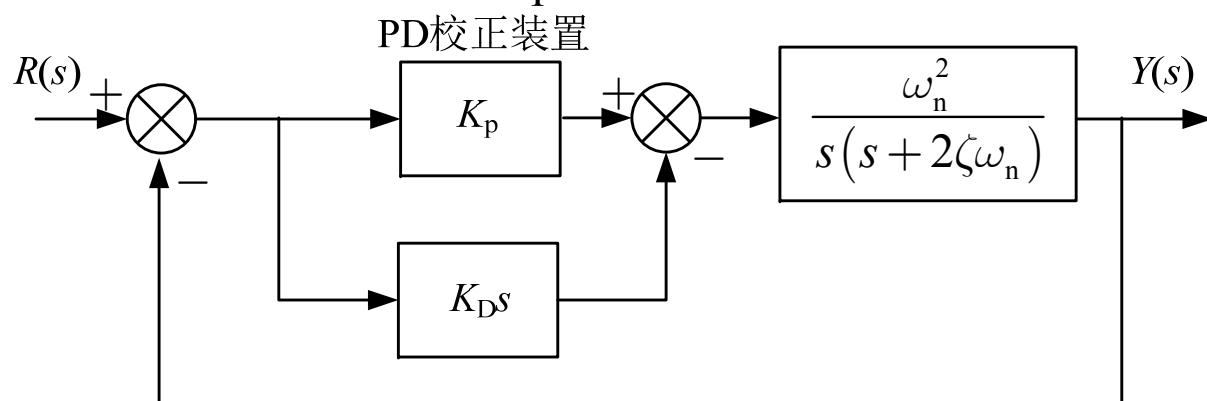 PD校正装置
R(s)
+
−
K_p
+
−
ω_n^2
s(s + 2ζω_n)
Y(s)
K_D s